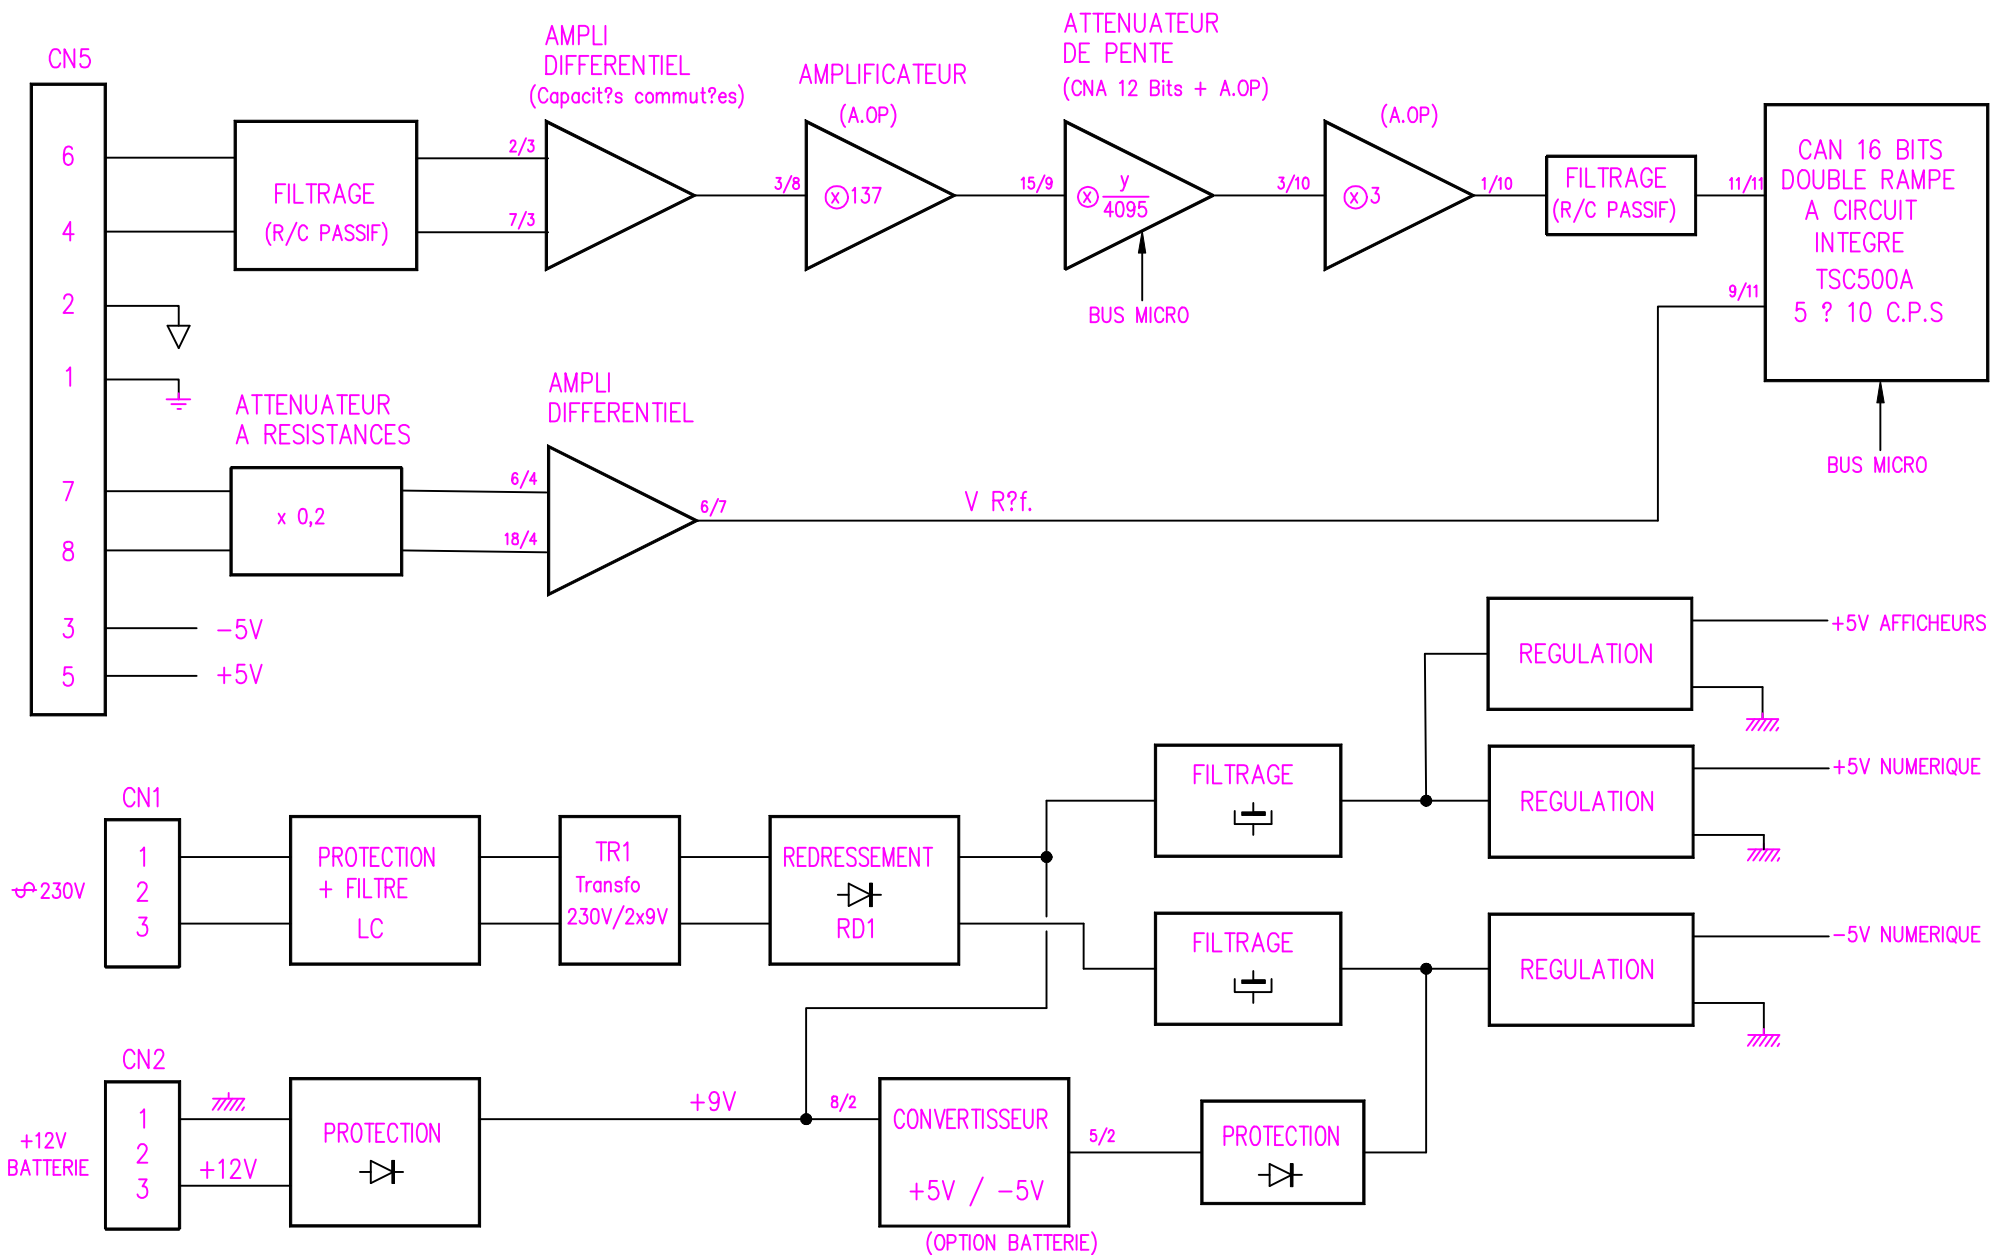 CN5
6
4
2
1
7
8
3
5
FILTRAGE
(R/C PASSIF)
2/3
7/3
AMPLI
DIFFERENTIEL
(Capacit?s commut?es)
3/8
AMPLIFICATEUR
(A.OP)
x 137
15/9
ATTENUATEUR
DE PENTE
(CNA 12 Bits + A.OP)
x y
4095
BUS MICRO
3/10
(A.OP)
x 3
1/10
FILTRAGE
(R/C PASSIF)
11/11
9/11
CAN 16 BITS
DOUBLE RAMPE
A CIRCUIT
INTEGRE
TSC500A
5 ? 10 C.P.S
BUS MICRO
ATTENUATEUR
A RESISTANCES
x 0,2
6/4
18/4
AMPLI
DIFFERENTIEL
6/7
V R?f.
-5V
+5V
REGULATION
+5V AFFICHEURS
CN1
230V
1
2
3
PROTECTION
+ FILTRE
LC
TR1
Transfo
230V/2x9V
REDRESSEMENT
RD1
FILTRAGE
REGULATION
+5V NUMERIQUE
FILTRAGE
REGULATION
-5V NUMERIQUE
CN2
+12V
BATTERIE
1
2
3
+12V
PROTECTION
+9V
8/2
CONVERTISSEUR
+5V / -5V
(OPTION BATTERIE)
5/2
PROTECTION